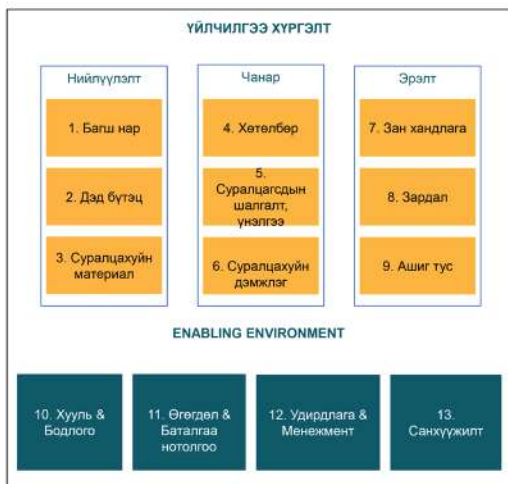 ҮЙЛЧИЛГЭЭ ХҮРГЭЛТ
Нийлүүлэлт
1. Багш нар
2. Дэд бүтэц
3. Суралцахуйн
материал
Чанар
4. Хөтөлбөр
5.
Суралцагсдын
шалгалт,
үнэлгээ
6. Суралцахуйн
дэмжлэг
Эрэлт
7. Зан хандлага
8. Зардал
9. Ашиг тус
ENABLING ENVIRONMENT
10. Хууль &
Бодлого
11. Өгөгдөл &
Баталгаа
нотолгоо
12. Удирдлага &
Менежмент
13.
Санхүүжилт